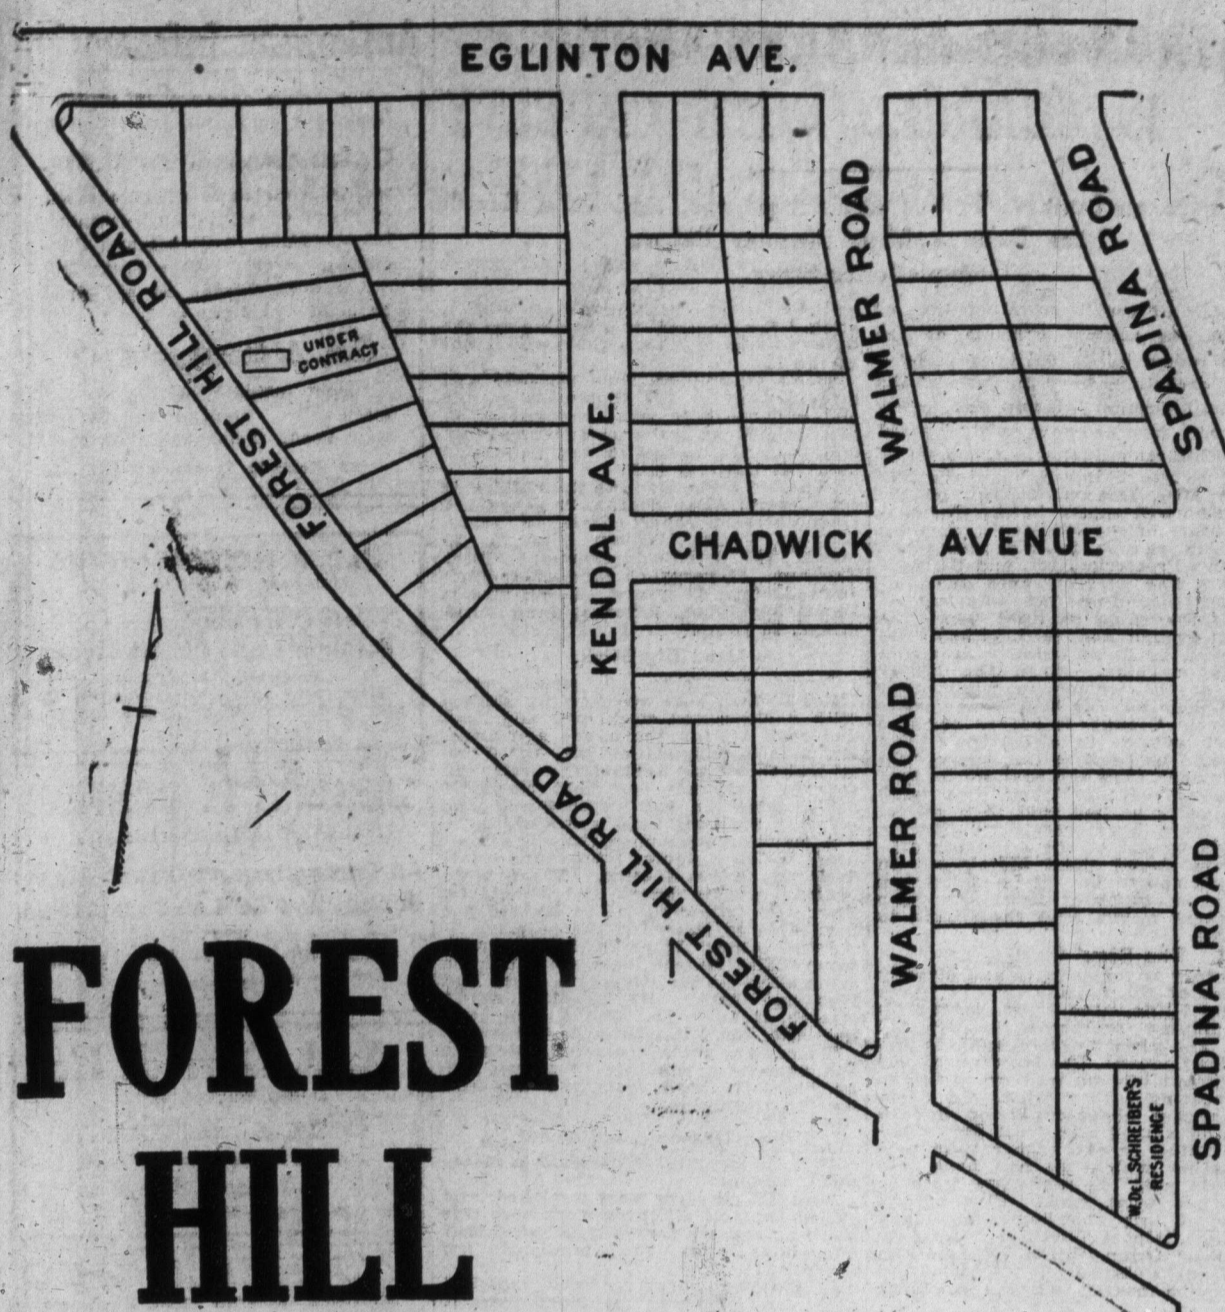 EGLINTON AVE.
FOREST HILL ROAD
UNDER
CONTRACT
KENDAL AVE.
WALMER ROAD
SPADINA ROAD
CHADWICK AVENUE
FOREST HILL ROAD
WALMER ROAD
SPADINA ROAD
W.DEL.SCHREIBER'S
RESIDENCE
FOREST
HILL